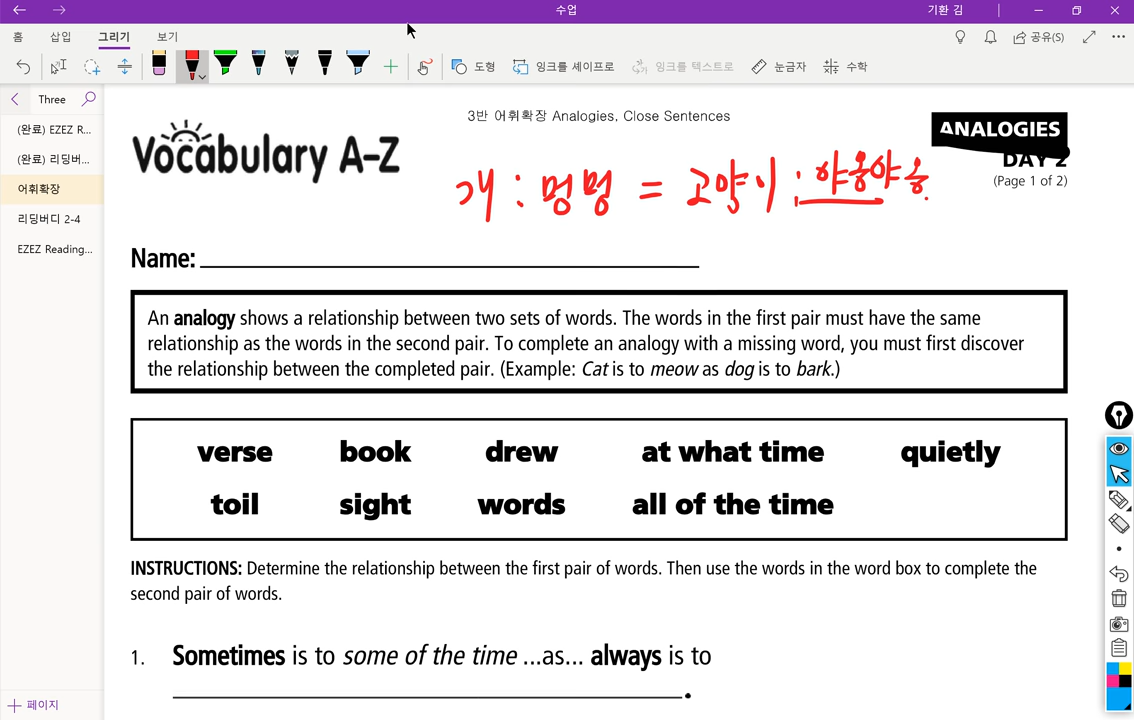 수업
기환 김
홈 삽입 그리기 보기
공유(S)
도형 잉크를 셰이프로 잉크를 텍스트로 눈금자 수학
Three
(완료) EZEZ R...
(완료) 리딩버...
어휘확장
리딩버디 2-4
EZEZ Reading...
페이지
3반 어휘확장 Analogies, Close Sentences
Vocabulary A-Z
ANALOGIES
DAY 2
(Page 1 of 2)
개 : 멍멍 = 고양이 : 야옹야옹
Name:
An analogy shows a relationship between two sets of words. The words in the first pair must have the same
relationship as the words in the second pair. To complete an analogy with a missing word, you must first discover
the relationship between the completed pair. (Example: Cat is to meow as dog is to bark.)
verse book drew at what time quietly
toil sight words all of the time
INSTRUCTIONS: Determine the relationship between the first pair of words. Then use the words in the word box to complete the
second pair of words.
1. Sometimes is to some of the time ...as... always is to
.